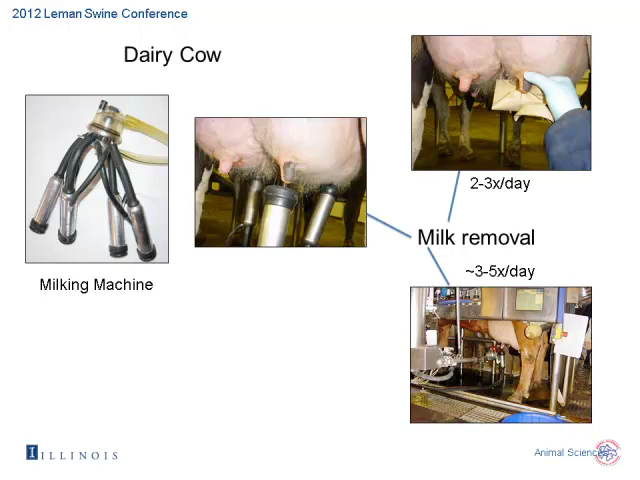 2012 Leman Swine Conference
Dairy Cow
2-3x/day
Milk removal
~3-5x/day
Milking Machine
I ILLINOIS
Animal Sciences